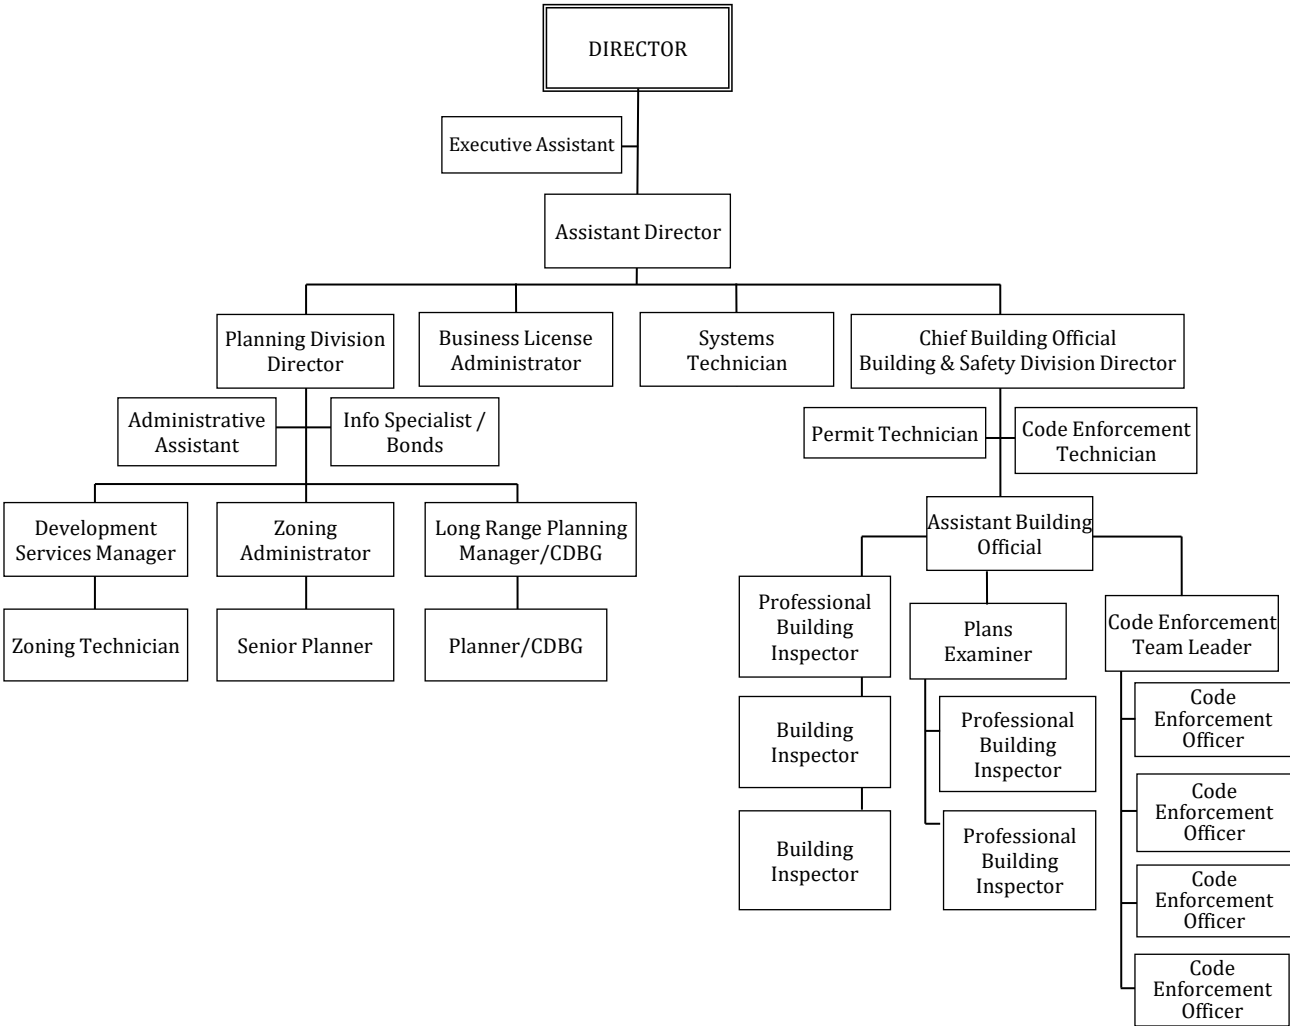 DIRECTOR
Executive Assistant
Assistant Director
Planning Division
Director
Business License
Administrator
Systems
Technician
Chief Building Official
Building & Safety Division Director
Administrative
Assistant
Info Specialist /
Bonds
Permit Technician
Code Enforcement
Technician
Development
Services Manager
Zoning
Administrator
Long Range Planning
Manager/CDBG
Assistant Building
Official
Zoning Technician
Senior Planner
Planner/CDBG
Professional
Building
Inspector
Plans
Examiner
Code Enforcement
Team Leader
Building
Inspector
Professional
Building
Inspector
Code
Enforcement
Officer
Code
Enforcement
Officer
Building
Inspector
Professional
Building
Inspector
Code
Enforcement
Officer
Code
Enforcement
Officer